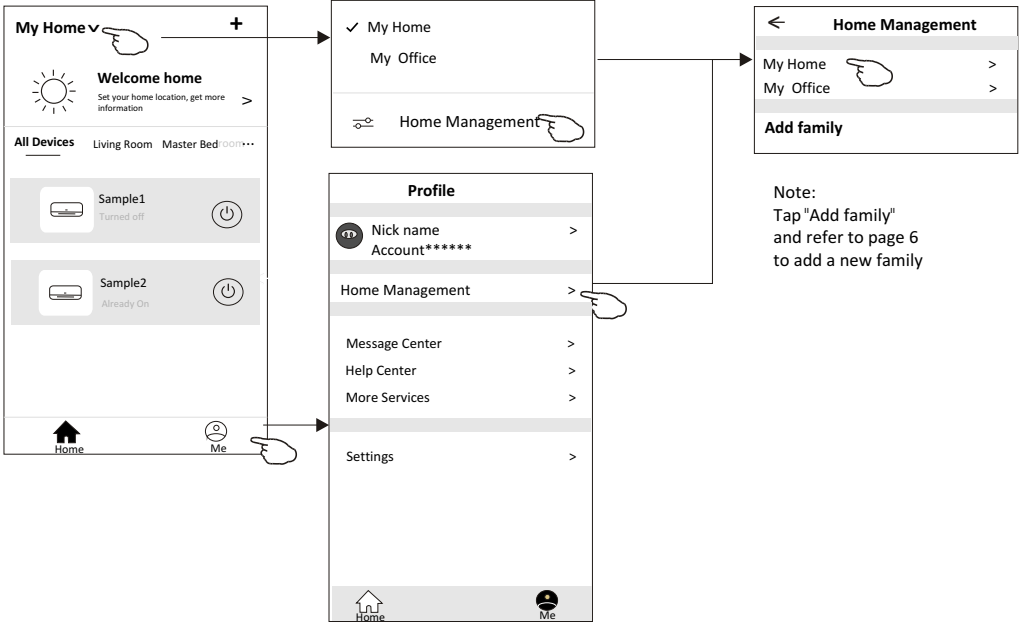 My Home
+
Welcome home
Set your home location, get more
information
>
All Devices Living Room Master Bedroom ...
Sample1
Turned off
Sample2
Already On
Home
Me
✓ My Home
My Office
Home Management
Profile
Nick name >
Account******
Home Management >
Message Center >
Help Center >
More Services >
Settings >
Home
Me
← Home Management
My Home >
My Office >
Add family
Note:
Tap "Add family"
and refer to page 6
to add a new family